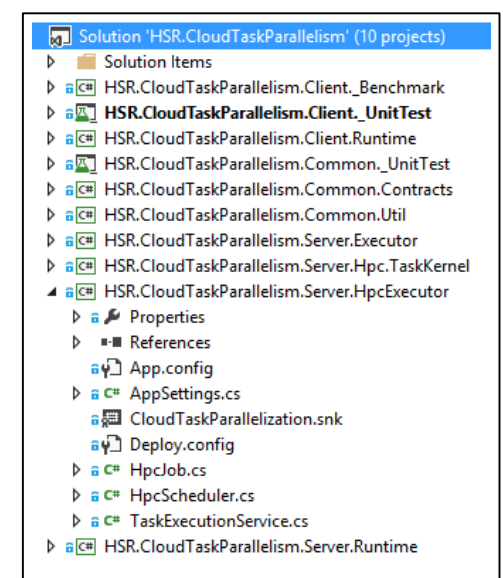 Solution 'HSR.CloudTaskParallelism' (10 projects)
Solution Items
C# HSR.CloudTaskParallelism.Client._Benchmark
HSR.CloudTaskParallelism.Client._UnitTest
C# HSR.CloudTaskParallelism.Client.Runtime
HSR.CloudTaskParallelism.Common._UnitTest
C# HSR.CloudTaskParallelism.Common.Contracts
C# HSR.CloudTaskParallelism.Common.Util
C# HSR.CloudTaskParallelism.Server.Executor
C# HSR.CloudTaskParallelism.Server.Hpc.TaskKernel
C# HSR.CloudTaskParallelism.Server.HpcExecutor
Properties
References
App.config
C# AppSettings.cs
CloudTaskParallelization.snk
Deploy.config
C# HpcJob.cs
C# HpcScheduler.cs
C# TaskExecutionService.cs
C# HSR.CloudTaskParallelism.Server.Runtime